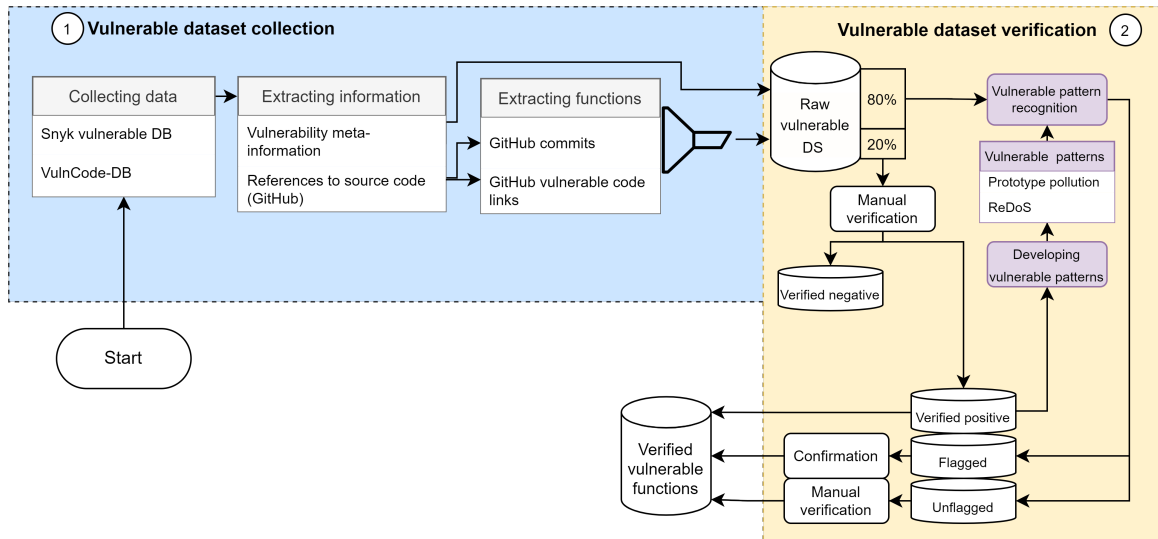 1
Vulnerable dataset collection
Collecting data
Snyk vulnerable DB
VulnCode-DB
Extracting information
Vulnerability meta-
information
References to source code
(GitHub)
Extracting functions
GitHub commits
GitHub vulnerable code
links
Start
Vulnerable dataset verification
2
Raw
vulnerable
DS
80%
20%
Vulnerable pattern
recognition
Vulnerable patterns
Prototype pollution
ReDoS
Developing
vulnerable patterns
Manual
verification
Verified negative
Verified positive
Flagged
Unflagged
Confirmation
Manual
verification
Verified
vulnerable
functions